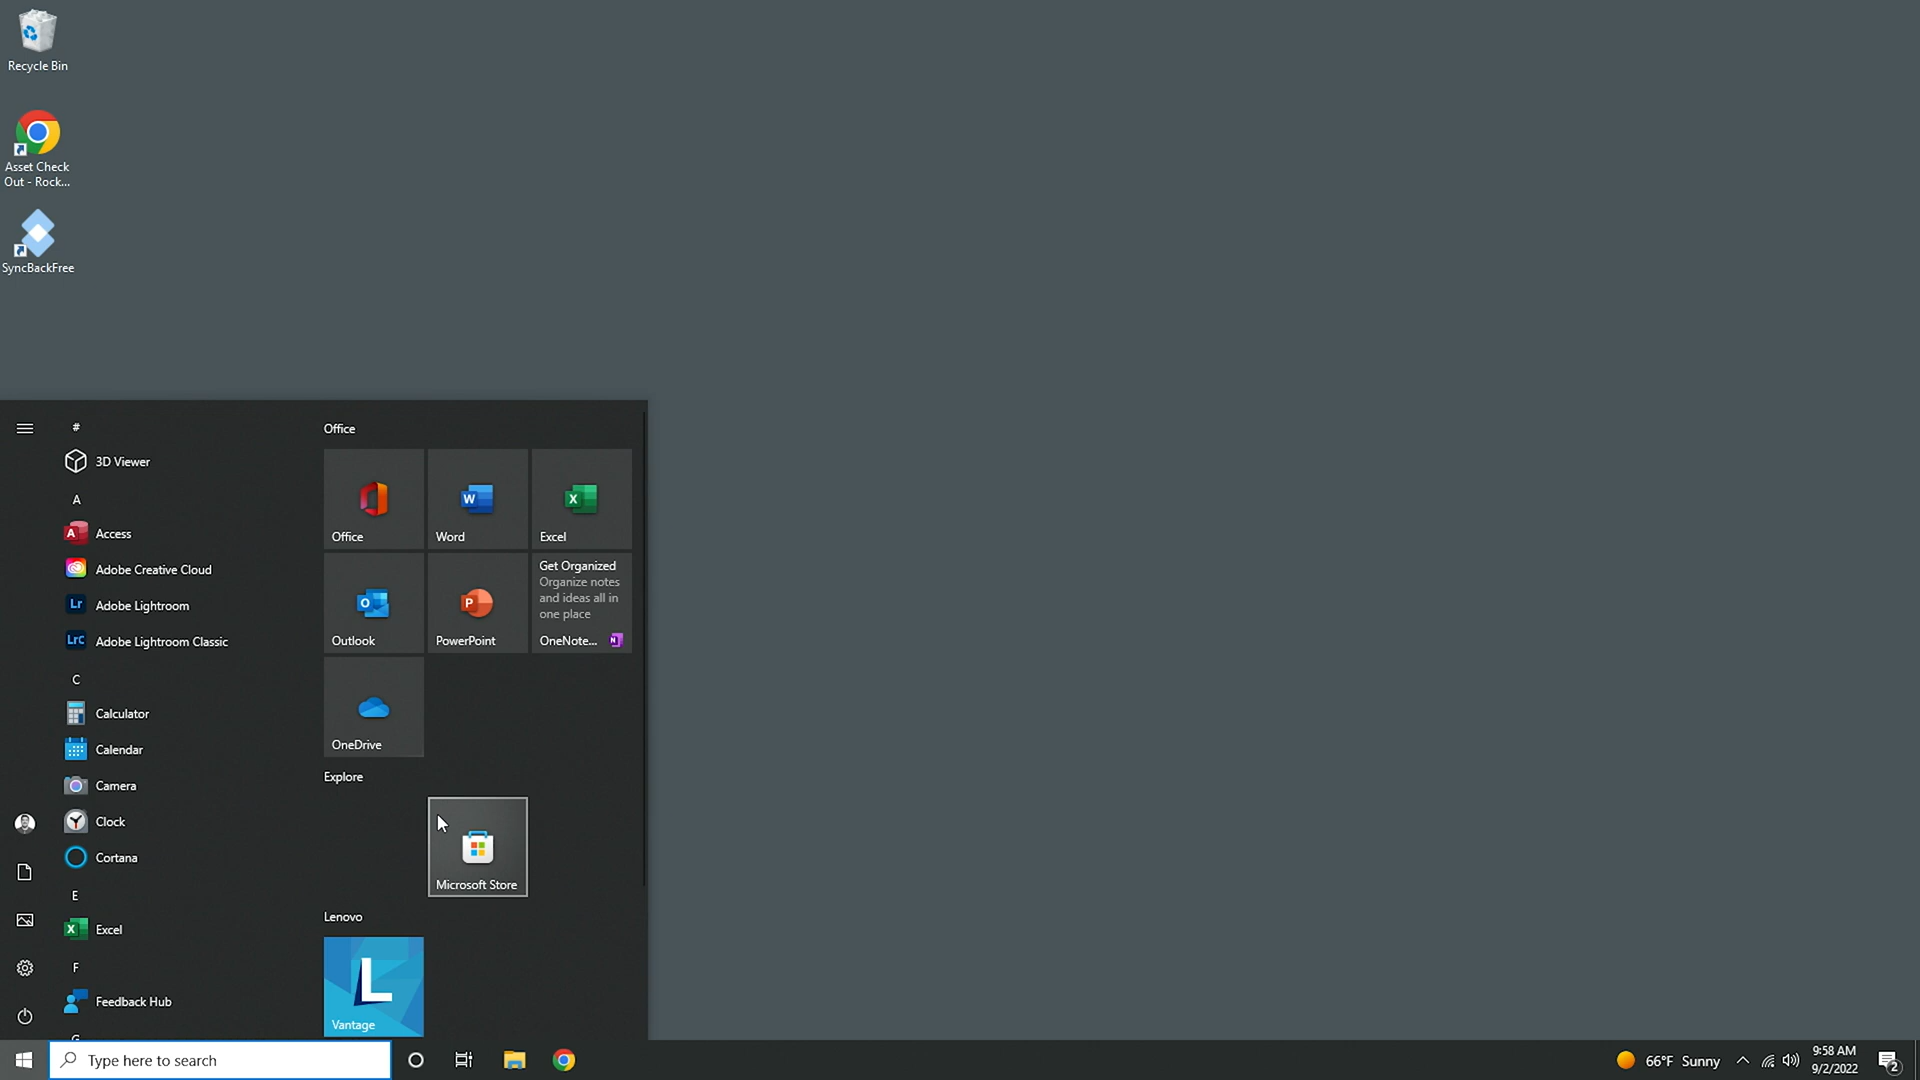 Recycle Bin
Asset Check
Out - Rock...
SyncBackFree
#
3D Viewer
A
Access
Adobe Creative Cloud
Lr
Adobe Lightroom
LrC
Adobe Lightroom Classic
C
Calculator
Calendar
Camera
Clock
Cortana
E
Excel
F
Feedback Hub
Office
Office
Word
Excel
Outlook
PowerPoint
Get Organized
Organize notes
and ideas all in
one place
OneNote...
OneDrive
Explore
Microsoft Store
Lenovo
L
Vantage
Type here to search
66°F Sunny
9:58 AM
9/2/2022
2